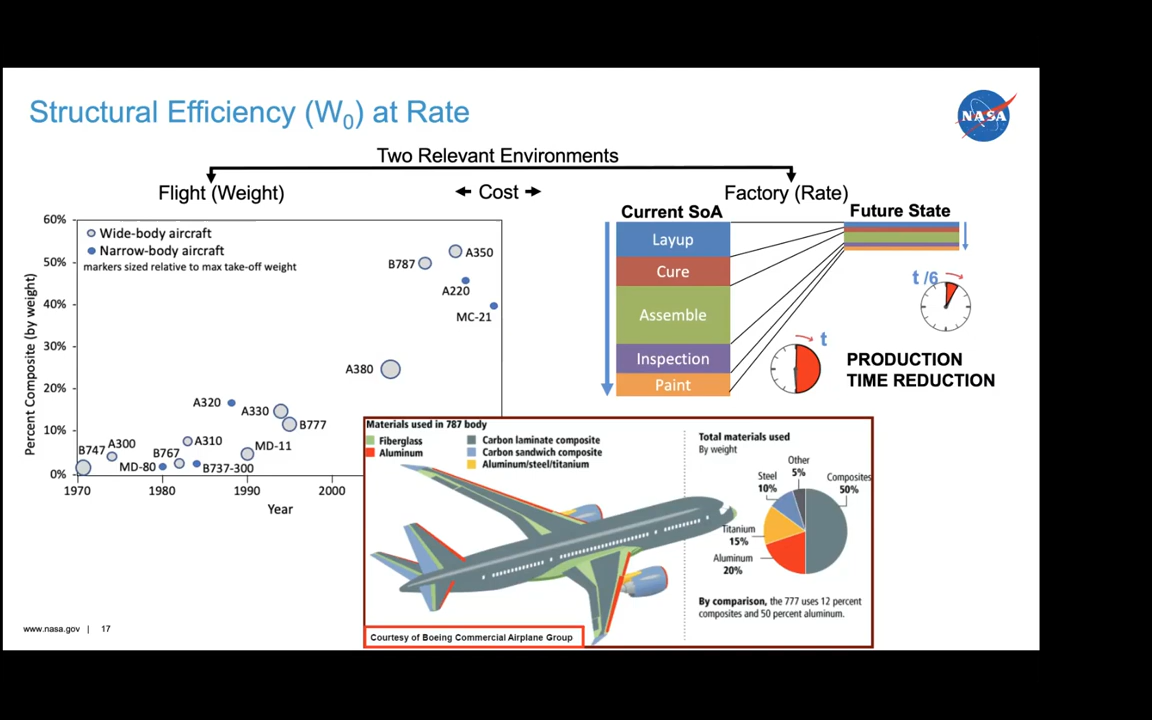 Structural Efficiency (W0) at Rate
NASA
Two Relevant Environments
Flight (Weight)
Cost
Factory (Rate)
60%
50%
40%
30%
20%
10%
0%
Percent Composite (by weight)
Wide-body aircraft
Narrow-body aircraft
markers sized relative to max take-off weight
A350
B787
A220
MC-21
A380
A320
A330
B777
B747
A300
MD-80
B767
A310
B737-300
MD-11
1970
1980
1990
2000
Year
Current SoA
Layup
Cure
Assemble
Inspection
Paint
Future State
t /6
t
PRODUCTION
TIME REDUCTION
Materials used in 787 body
Fiberglass
Aluminum
Carbon laminate composite
Carbon sandwich composite
Aluminum/steel/titanium
Total materials used
By weight
Other
5%
Steel
10%
Composites
50%
Titanium
15%
Aluminum
20%
By comparison, the 777 uses 12 percent
composites and 50 percent aluminum.
Courtesy of Boeing Commercial Airplane Group
www.nasa.gov | 17